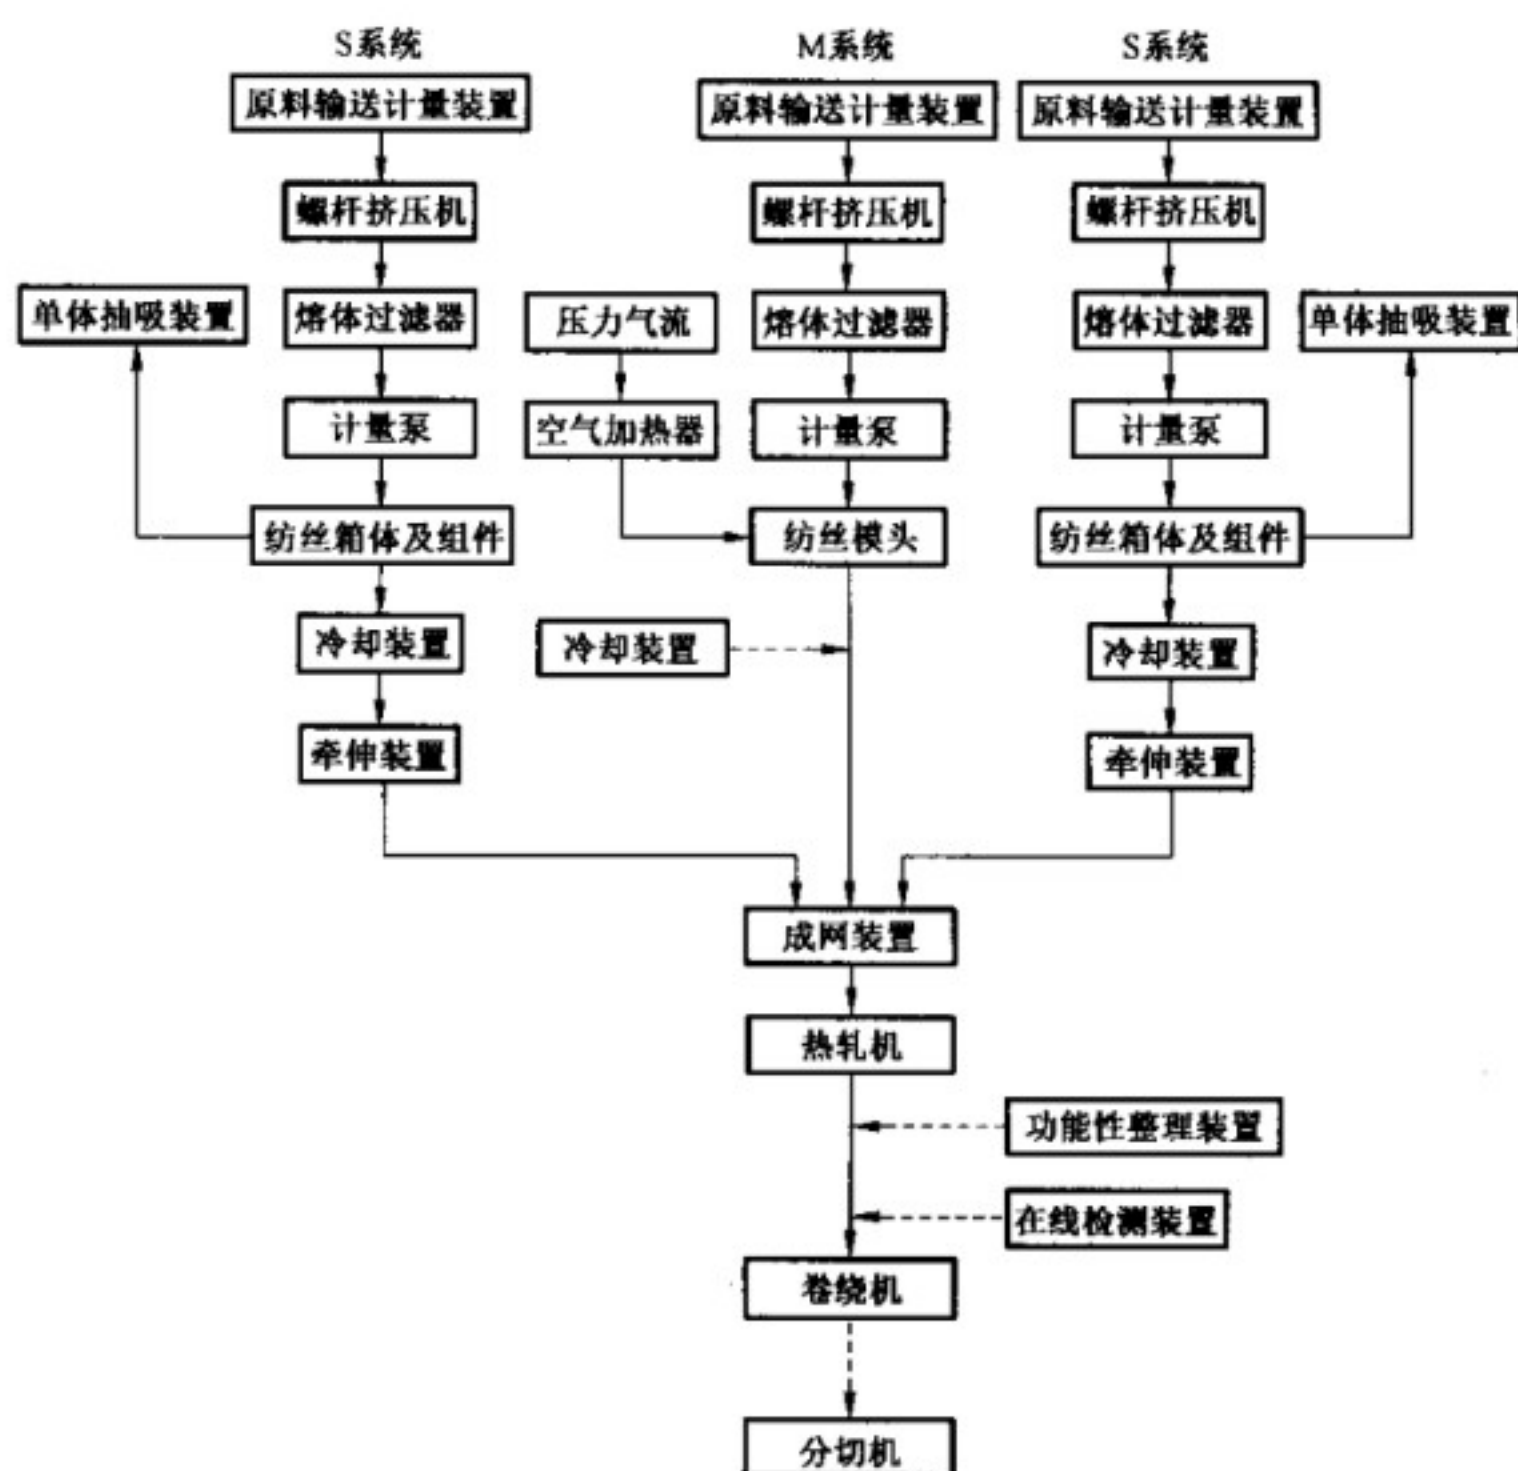 S系统
M系统
S系统
原料输送计量装置
原料输送计量装置
原料输送计量装置
螺杆挤压机
螺杆挤压机
螺杆挤压机
单体抽吸装置
熔体过滤器
压力气流
熔体过滤器
熔体过滤器
单体抽吸装置
计量泵
空气加热器
计量泵
计量泵
纺丝箱体及组件
纺丝模头
纺丝箱体及组件
冷却装置
冷却装置
冷却装置
牵伸装置
牵伸装置
成网装置
热轧机
功能性整理装置
在线检测装置
卷绕机
分切机